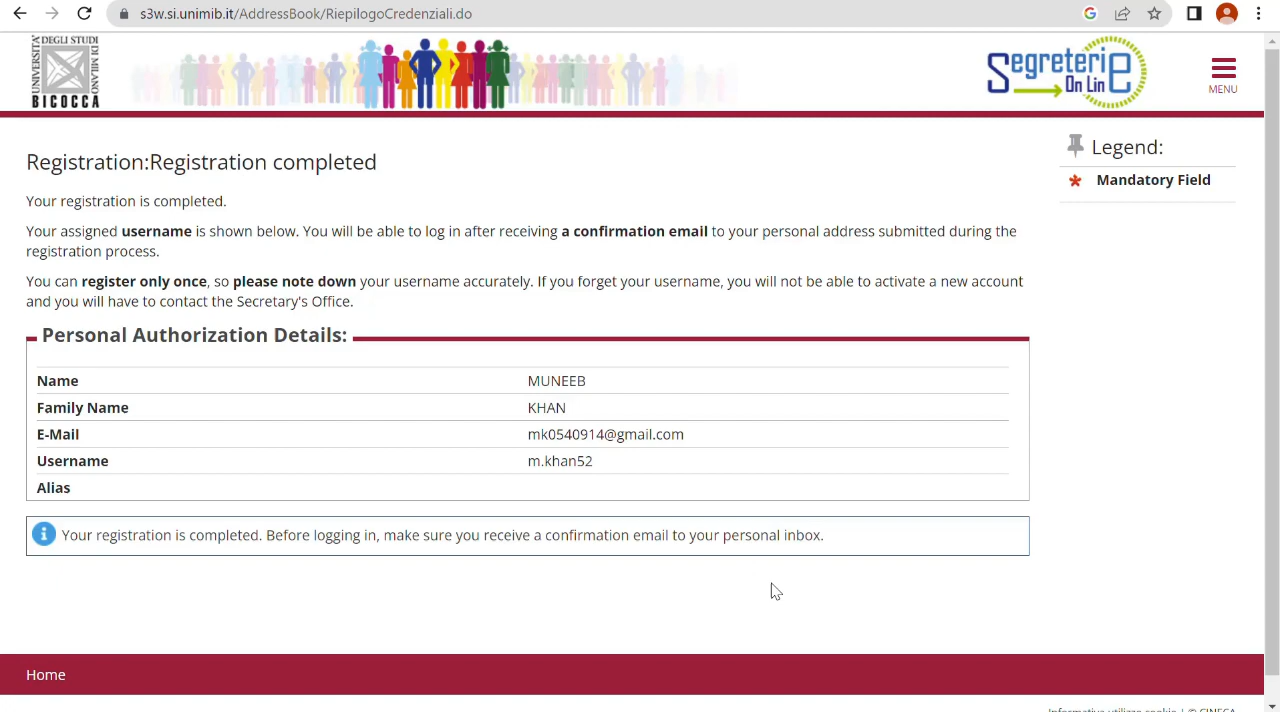 s3w.si.unimib.it/AddressBook/RiepilogoCredenziali.do
UNIVERSITÀ
DEGLI STUDI
DI MILANO
BICOCCA
Segreterie
On Line
MENU
Registration:Registration completed
Legend:
Mandatory Field
Your registration is completed.
Your assigned username is shown below. You will be able to log in after receiving a confirmation email to your personal address submitted during the
registration process.
You can register only once, so please note down your username accurately. If you forget your username, you will not be able to activate a new account
and you will have to contact the Secretary's Office.
Personal Authorization Details:
Name MUNEEB
Family Name KHAN
E-Mail mk0540914@gmail.com
Username m.khan52
Alias
Your registration is completed. Before logging in, make sure you receive a confirmation email to your personal inbox.
Home
Informativa utilizzo cookie | © CINECA